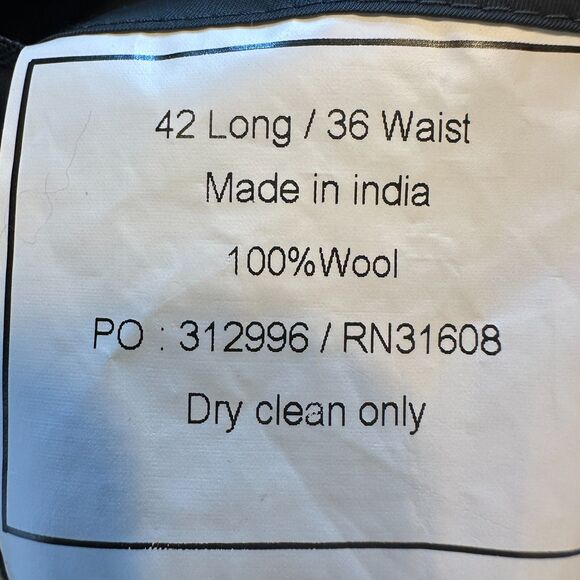 42 Long / 36 Waist
Made in india
100%Wool
PO : 312996 / RN31608
Dry clean only